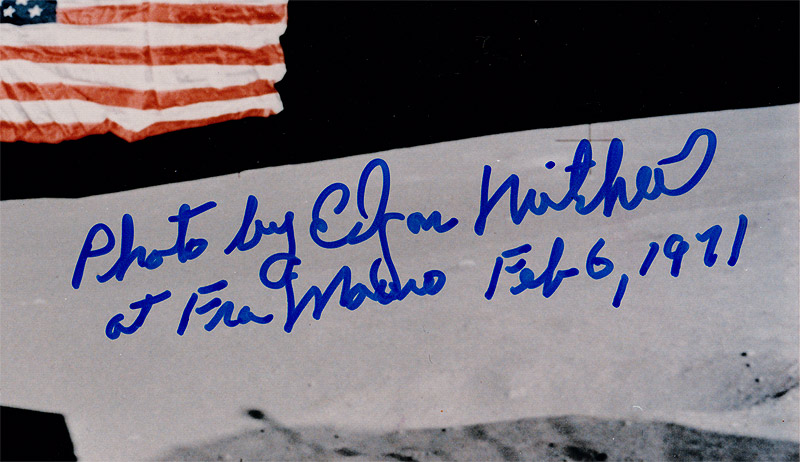 Photo by Edgar Mitchell
at Fra Mauro Feb 6, 1971